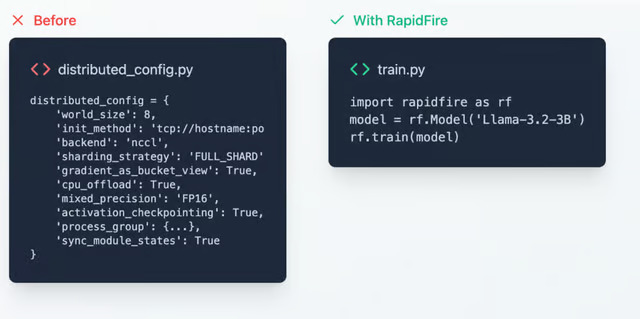 Before
distributed_config.py
distributed_config = {
    'world_size': 8,
    'init_method': 'tcp://hostname:po
    'backend': 'nccl',
    'sharding_strategy': 'FULL_SHARD'
    'gradient_as_bucket_view': True,
    'cpu_offload': True,
    'mixed_precision': 'FP16',
    'activation_checkpointing': True,
    'process_group': {...},
    'sync_module_states': True
}
With RapidFire
train.py
import rapidfire as rf
model = rf.Model('Llama-3.2-3B')
rf.train(model)